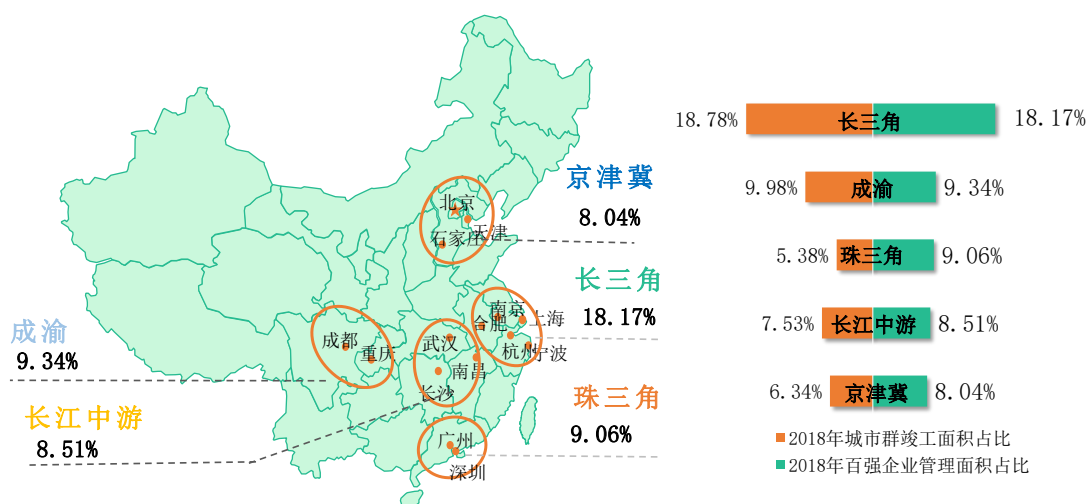 京津冀
8.04%
长三角
18.17%
珠三角
9.06%
成渝
9.34%
长江中游
8.51%
北京
天津
石家庄
南京
上海
合肥
杭州
宁波
成都
重庆
武汉
南昌
长沙
广州
深圳
18.78% 长三角 18.17%
9.98% 成渝 9.34%
5.38% 珠三角 9.06%
7.53% 长江中游 8.51%
6.34% 京津冀 8.04%
2018年城市群竣工面积占比
2018年百强企业管理面积占比